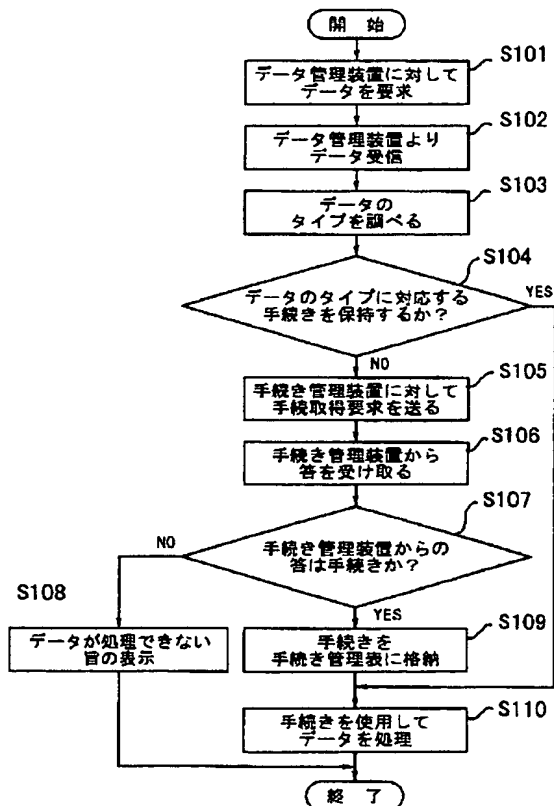 開 始
S101
データ管理装置に対して
データを要求
S102
データ管理装置より
データ受信
S103
データの
タイプを調べる
S104
データのタイプに対応する
手続きを保持するか?
YES
NO
S105
手続き管理装置に対して
手続取得要求を送る
S106
手続き管理装置から
答を受け取る
S107
手続き管理装置からの
答は手続きか?
NO
YES
S108
データが処理できない
旨の表示
S109
手続きを
手続き管理表に格納
S110
手続きを使用して
データを処理
終 了